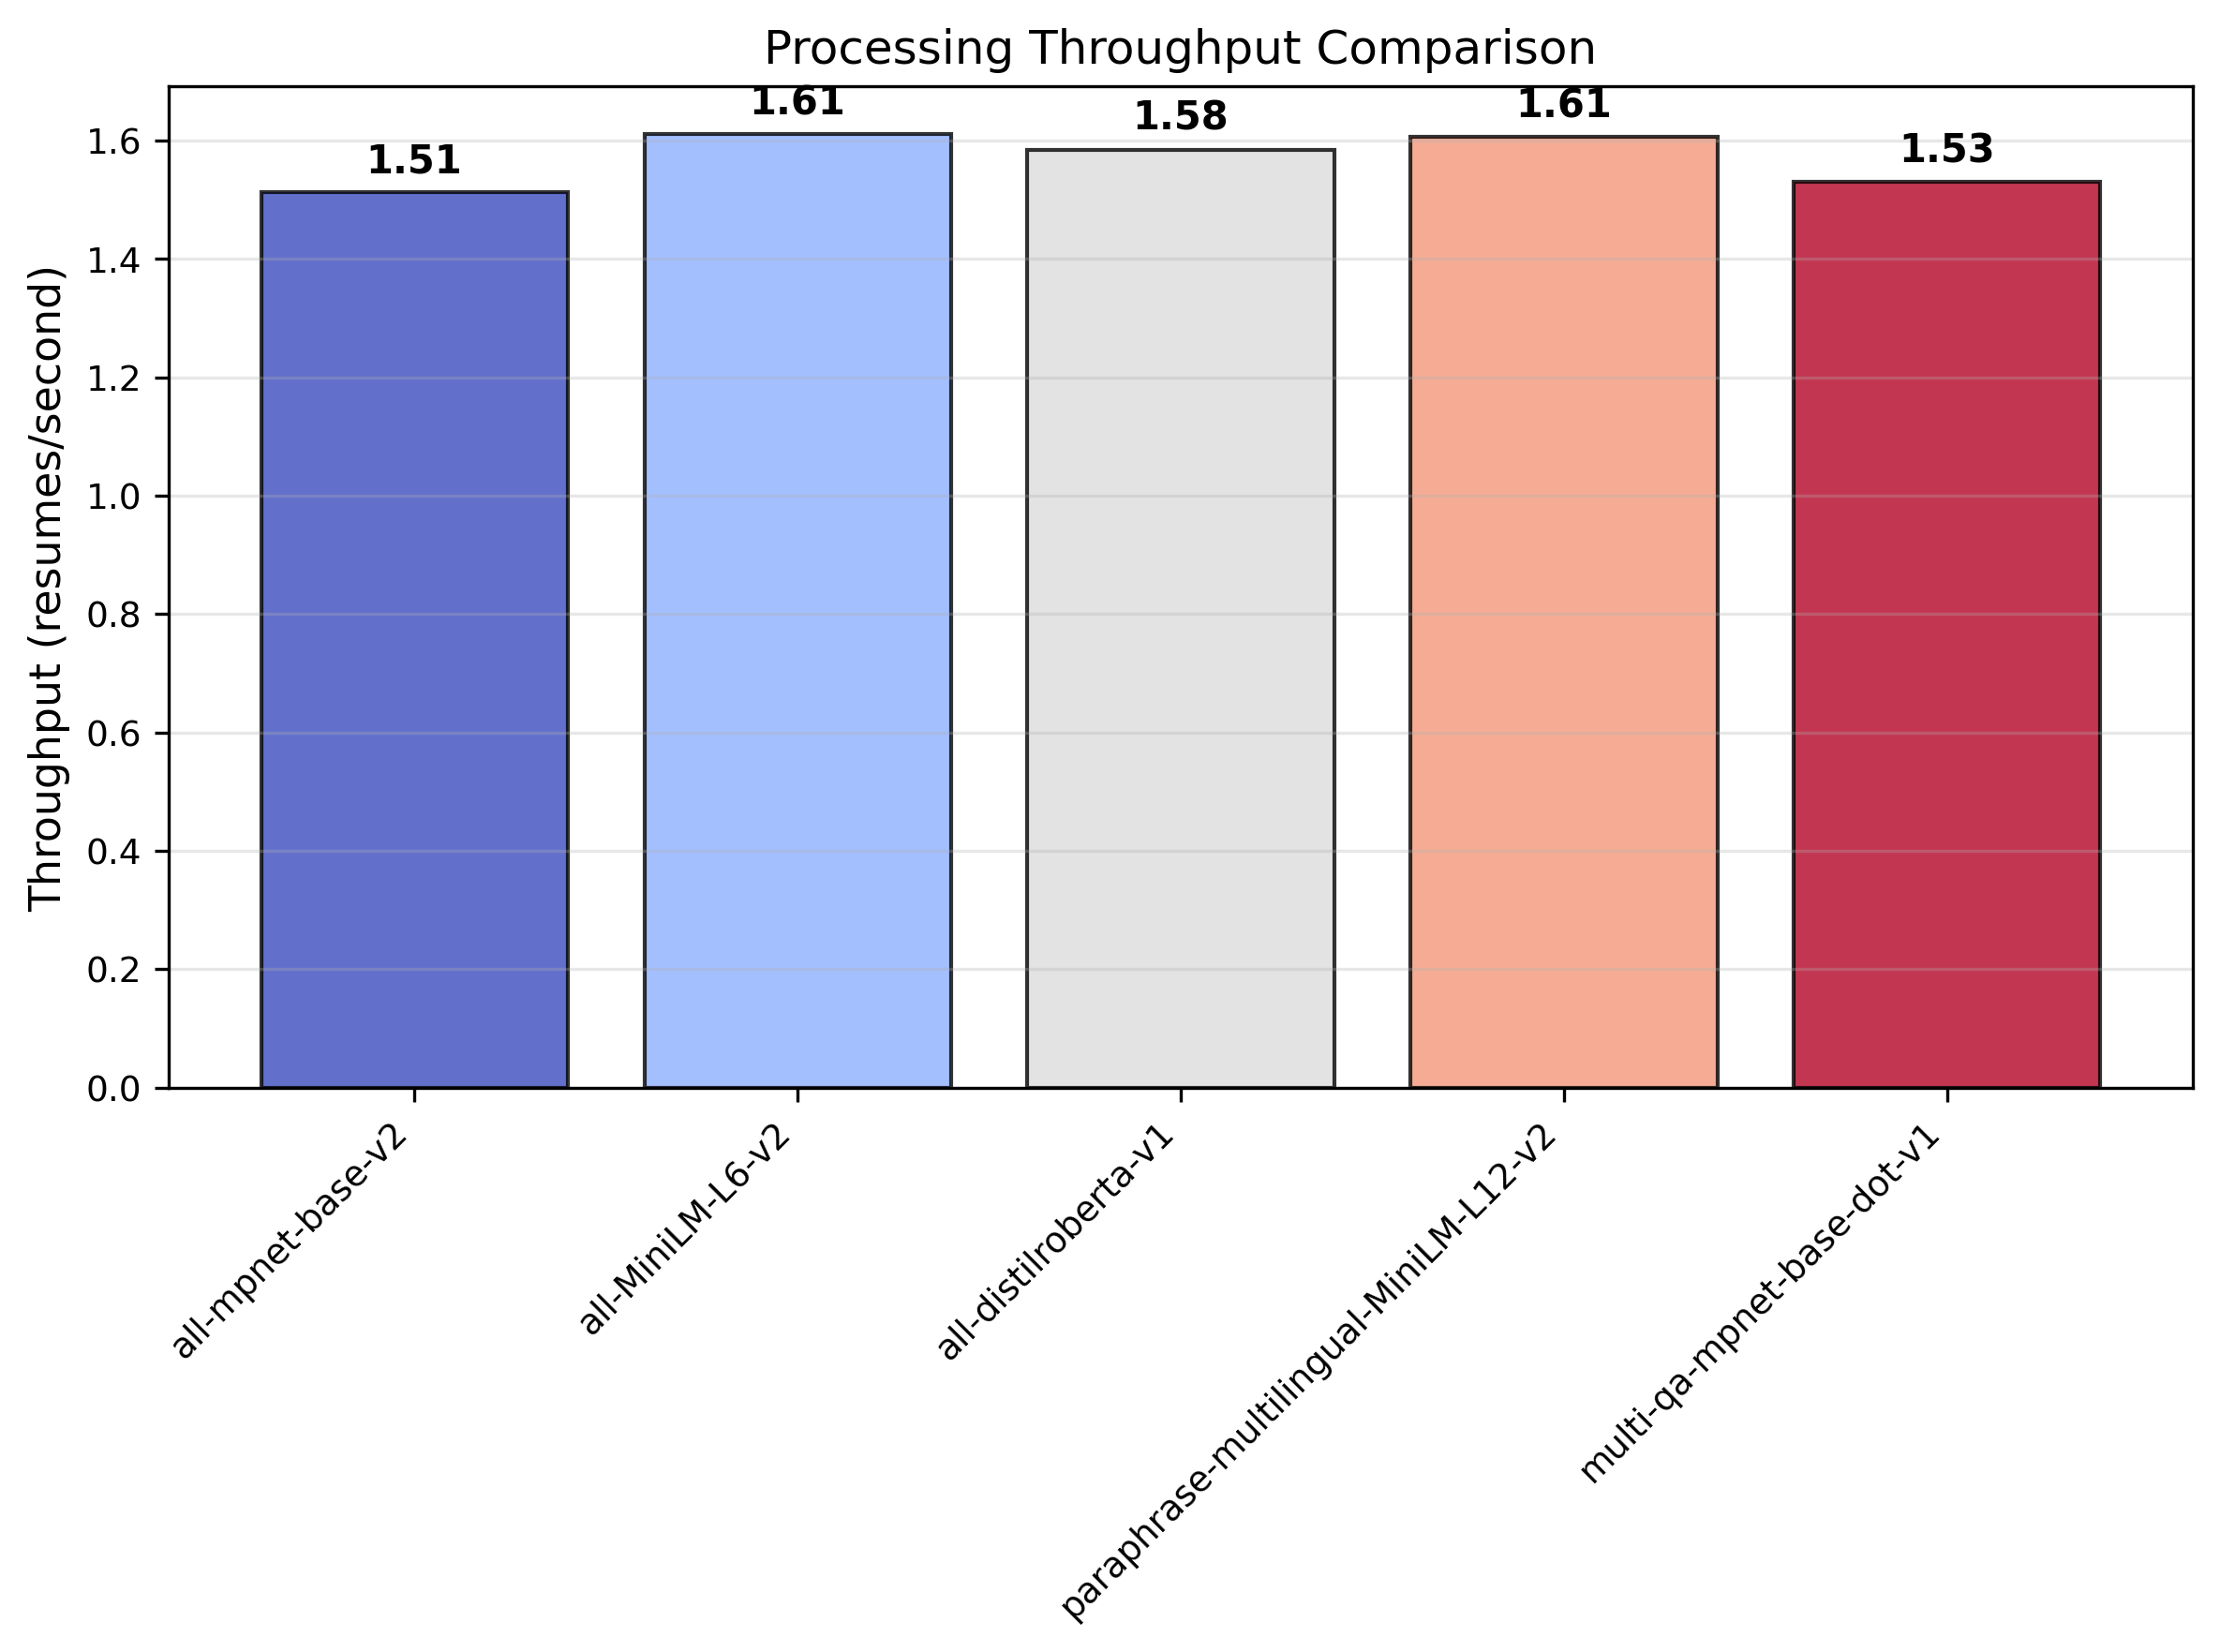 Processing Throughput Comparison
1.51
1.61
1.58
1.61
1.53
Throughput (resumes/second)
1.6
1.4
1.2
1.0
0.8
0.6
0.4
0.2
0.0
all-mpnet-base-v2
all-MiniLM-L6-v2
all-distilroberta-v1
paraphrase-multilingual-MiniLM-L12-v2
multi-qa-mpnet-base-dot-v1